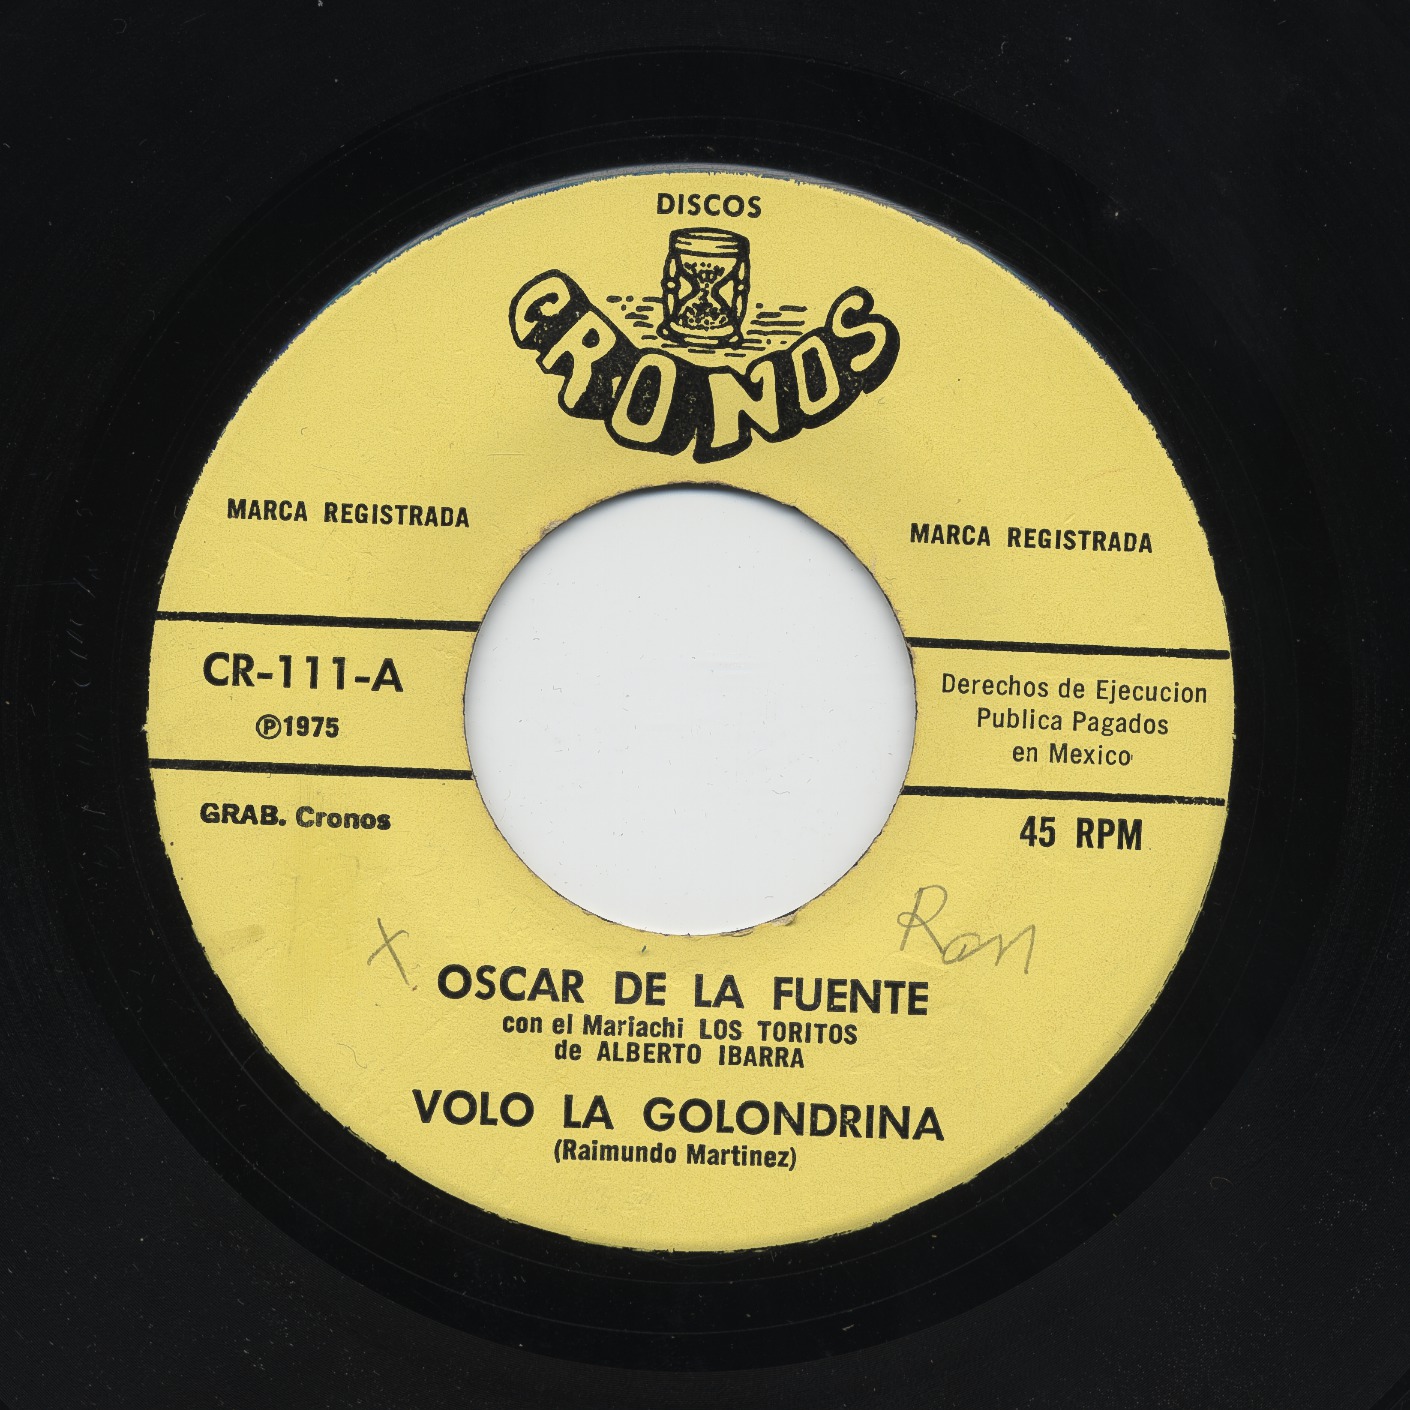 DISCOS
CRONOS
MARCA REGISTRADA
MARCA REGISTRADA
CR-111-A
℗1975
Derechos de Ejecucion
Publica Pagados
en Mexico
GRAB. Cronos
45 RPM
X
OSCAR DE LA FUENTE
con el Mariachi LOS TORITOS
de ALBERTO IBARRA
VOLO LA GOLONDRINA
(Raimundo Martinez)